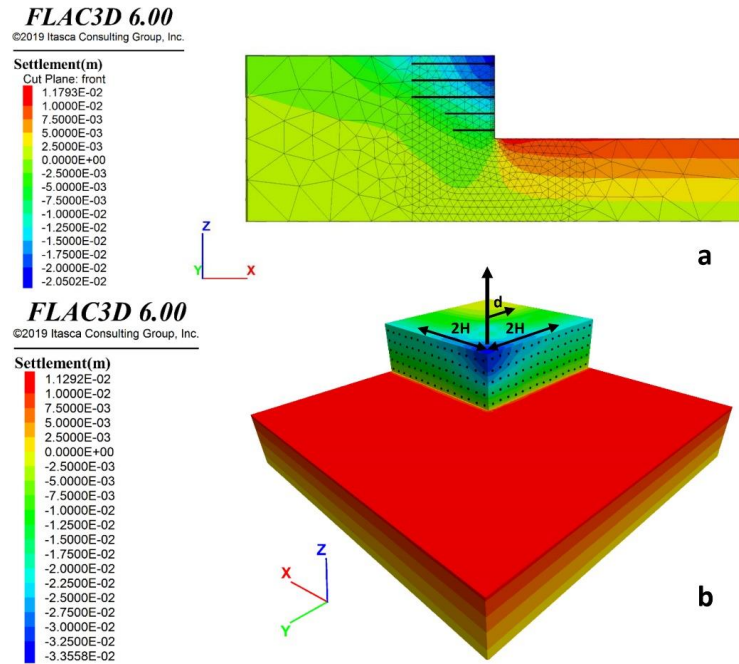 FLAC3D 6.00
©2019 Itasca Consulting Group, Inc.
Settlement(m)
Cut Plane: front
1.1793E-02
1.0000E-02
7.5000E-03
5.0000E-03
2.5000E-03
0.0000E+00
-2.5000E-03
-5.0000E-03
-7.5000E-03
-1.0000E-02
-1.2500E-02
-1.5000E-02
-1.7500E-02
-2.0000E-02
-2.0502E-02
Z
Y
X
a
FLAC3D 6.00
©2019 Itasca Consulting Group, Inc.
Settlement(m)
1.1292E-02
1.0000E-02
7.5000E-03
5.0000E-03
2.5000E-03
0.0000E+00
-2.5000E-03
-5.0000E-03
-7.5000E-03
-1.0000E-02
-1.2500E-02
-1.5000E-02
-1.7500E-02
-2.0000E-02
-2.2500E-02
-2.5000E-02
-2.7500E-02
-3.0000E-02
-3.2500E-02
-3.3558E-02
d
2H
2H
Z
X
Y
b